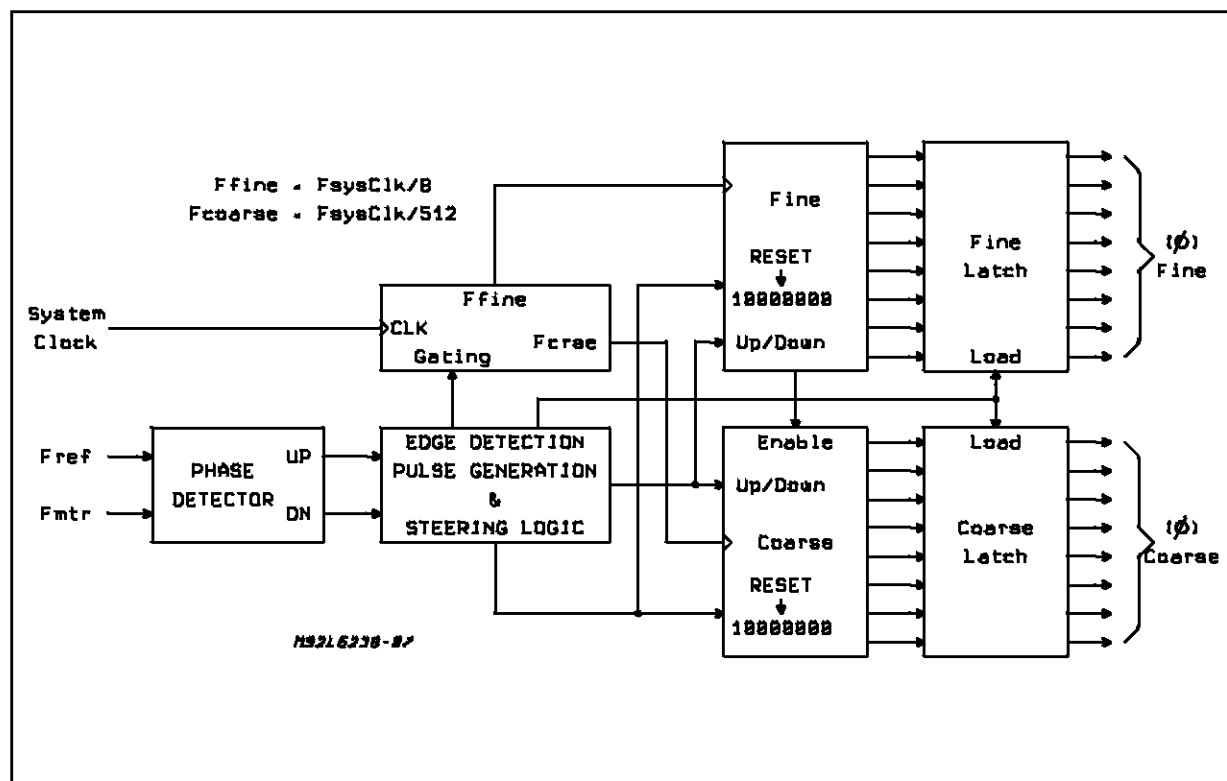 Ffine = FsysClk/8
Fcoarse = FsysClk/512
System
Clock
Ffine
CLK
Fcrse
Gating
Fref
Fmtr
PHASE
DETECTOR
UP
DN
EDGE DETECTION
PULSE GENERATION
&
STEERING LOGIC
Fine
RESET
10000000
Up/Down
Fine
Latch
Load
(Ø)
Fine
Enable
Up/Down
Coarse
RESET
10000000
Load
Coarse
Latch
(Ø)
Coarse